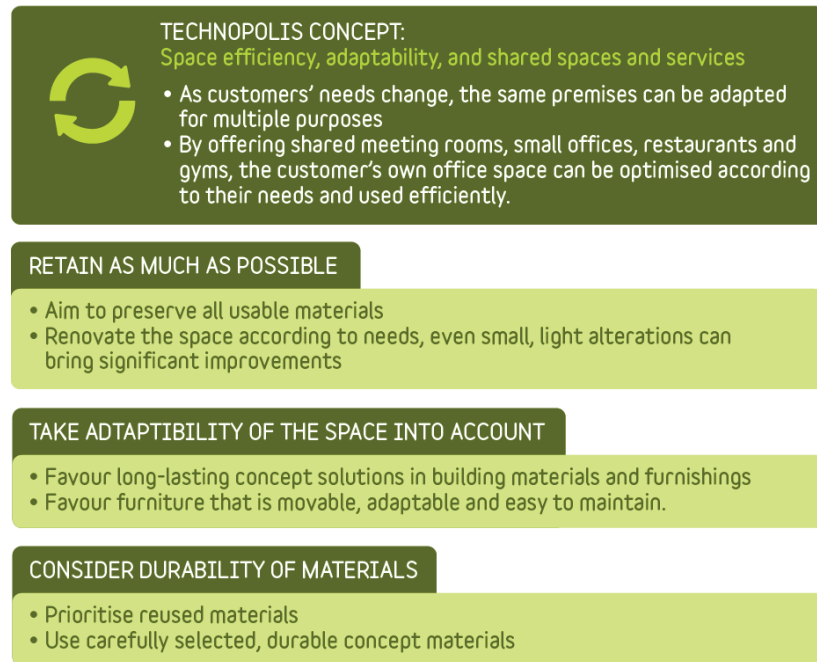 TECHNOPOLIS CONCEPT:
Space efficiency, adaptability, and shared spaces and services
• As customers' needs change, the same premises can be adapted
for multiple purposes
• By offering shared meeting rooms, small offices, restaurants and
gyms, the customer's own office space can be optimised according
to their needs and used efficiently.
RETAIN AS MUCH AS POSSIBLE
• Aim to preserve all usable materials
• Renovate the space according to needs, even small, light alterations can
bring significant improvements
TAKE ADTAPTIBILITY OF THE SPACE INTO ACCOUNT
• Favour long-lasting concept solutions in building materials and furnishings
• Favour furniture that is movable, adaptable and easy to maintain.
CONSIDER DURABILITY OF MATERIALS
• Prioritise reused materials
• Use carefully selected, durable concept materials